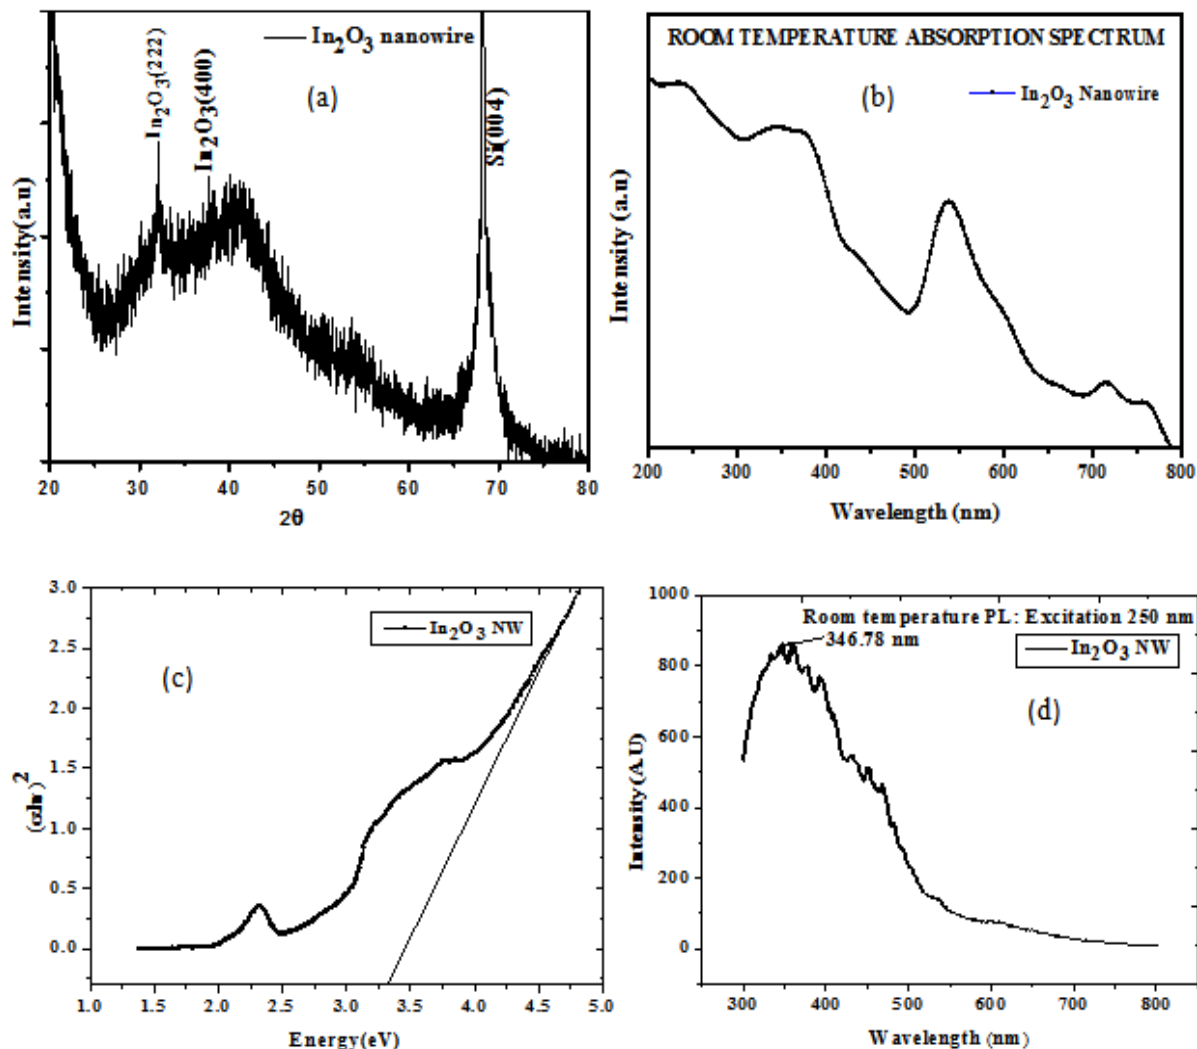 In₂O₃ nanowire
(a)
In₂O₃(222)
In₂O₃(400)
Si(004)
Intensity(a.u)
20 30 40 50 60 70 80
2θ
ROOM TEMPERATURE ABSORPTION SPECTRUM
(b)
In₂O₃ Nanowire
Intensity (a.u)
200 300 400 500 600 700 800
Wavelength (nm)
3.0
2.5
2.0
1.5
1.0
0.5
0.0
In₂O₃ NW
(c)
(αhν)²
1.0 1.5 2.0 2.5 3.0 3.5 4.0 4.5 5.0
Energy(eV)
1000
800
600
400
200
0
Room temperature PL: Excitation 250 nm
346.78 nm
In₂O₃ NW
(d)
Intensity (A.U)
300 400 500 600 700 800
Wavelength (nm)